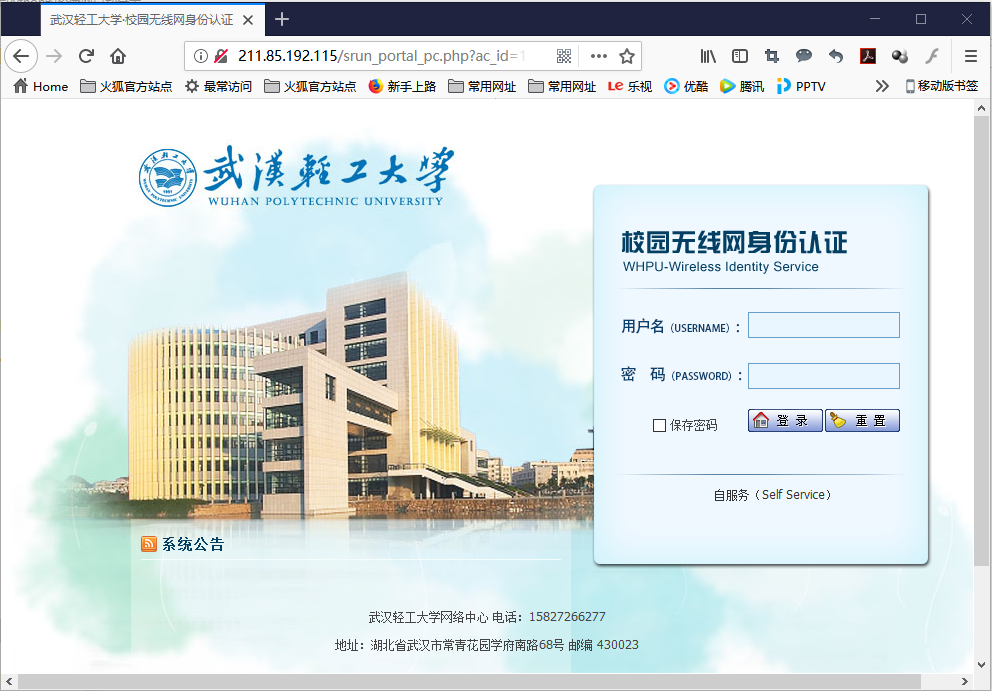 武汉轻工大学-校园无线网身份认证
211.85.192.115/srun_portal_pc.php?ac_id=1
Home 火狐官方站点 最常访问 火狐官方站点 新手上路 常用网址 常用网址 Le 乐视 优酷 腾讯 PPTV 移动版书签
武漢輕工大學
WUHAN POLYTECHNIC UNIVERSITY
校园无线网身份认证
WHPU-Wireless Identity Service
用户名（USERNAME）：
密 码（PASSWORD）：
保存密码 登 录 重 置
自服务（Self Service）
系统公告
武汉轻工大学网络中心 电话：15827266277
地址：湖北省武汉市常青花园学府南路68号 邮编 430023